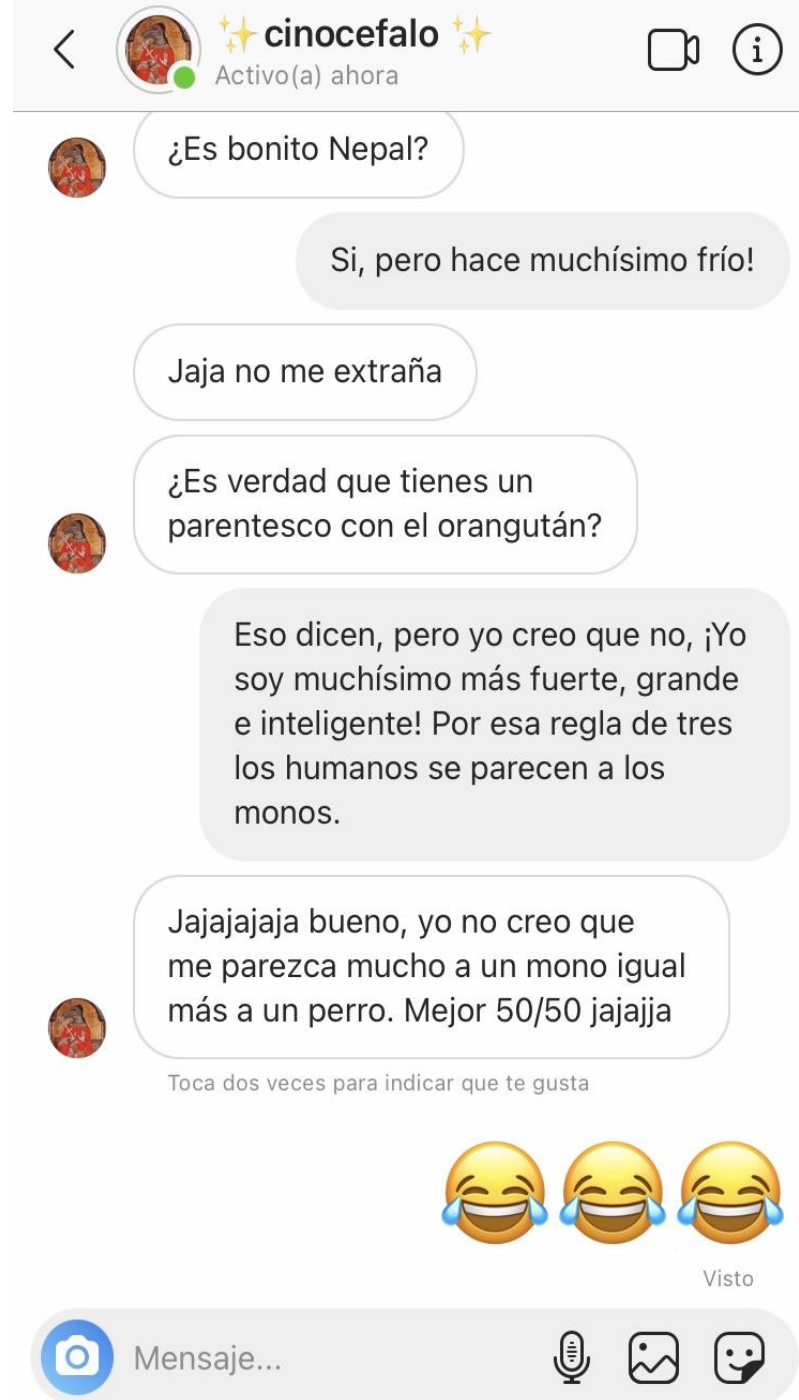 ✨ cinocefalo ✨
Activo(a) ahora
¿Es bonito Nepal?
Si, pero hace muchísimo frío!
Jaja no me extraña
¿Es verdad que tienes un
parentesco con el orangután?
Eso dicen, pero yo creo que no, ¡Yo
soy muchísimo más fuerte, grande
e inteligente! Por esa regla de tres
los humanos se parecen a los
monos.
Jajajajaja bueno, yo no creo que
me parezca mucho a un mono igual
más a un perro. Mejor 50/50 jajajja
Toca dos veces para indicar que te gusta
😂😂😂
Visto
Mensaje...